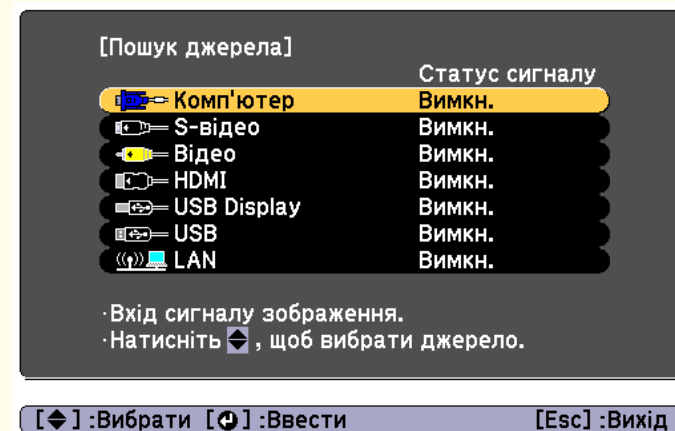 [Пошук джерела]
Статус сигналу
Комп'ютер Вимкн.
S-відео Вимкн.
Відео Вимкн.
HDMI Вимкн.
USB Display Вимкн.
USB Вимкн.
LAN Вимкн.
·Вхід сигналу зображення.
·Натисніть , щоб вибрати джерело.
[ ] :Вибрати [ ] :Ввести [Esc] :Вихід